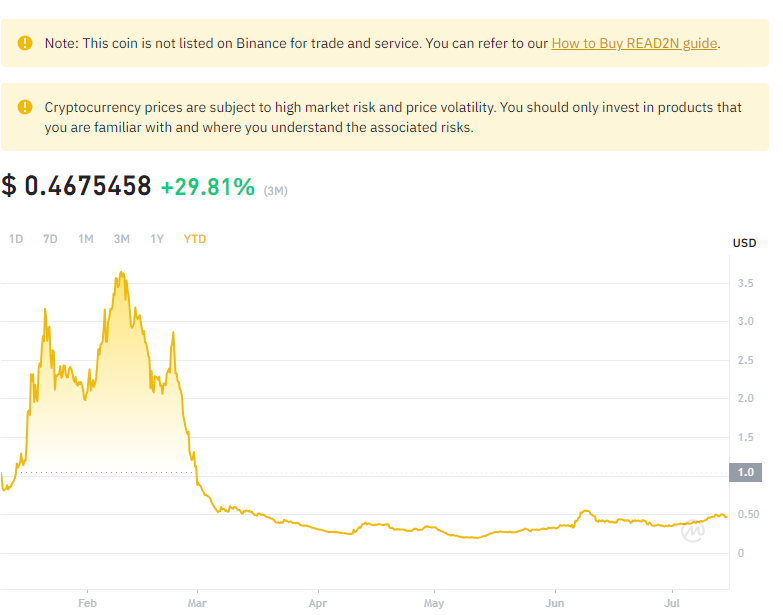 Note: This coin is not listed on Binance for trade and service. You can refer to our How to Buy READ2N guide.
Cryptocurrency prices are subject to high market risk and price volatility. You should only invest in products that
you are familiar with and where you understand the associated risks.
$ 0.4675458 +29.81% (3M)
1D 7D 1M 3M 1Y YTD
USD
3.5
3.0
2.5
2.0
1.5
1.0
0.50
0
Feb Mar Apr May Jun Jul